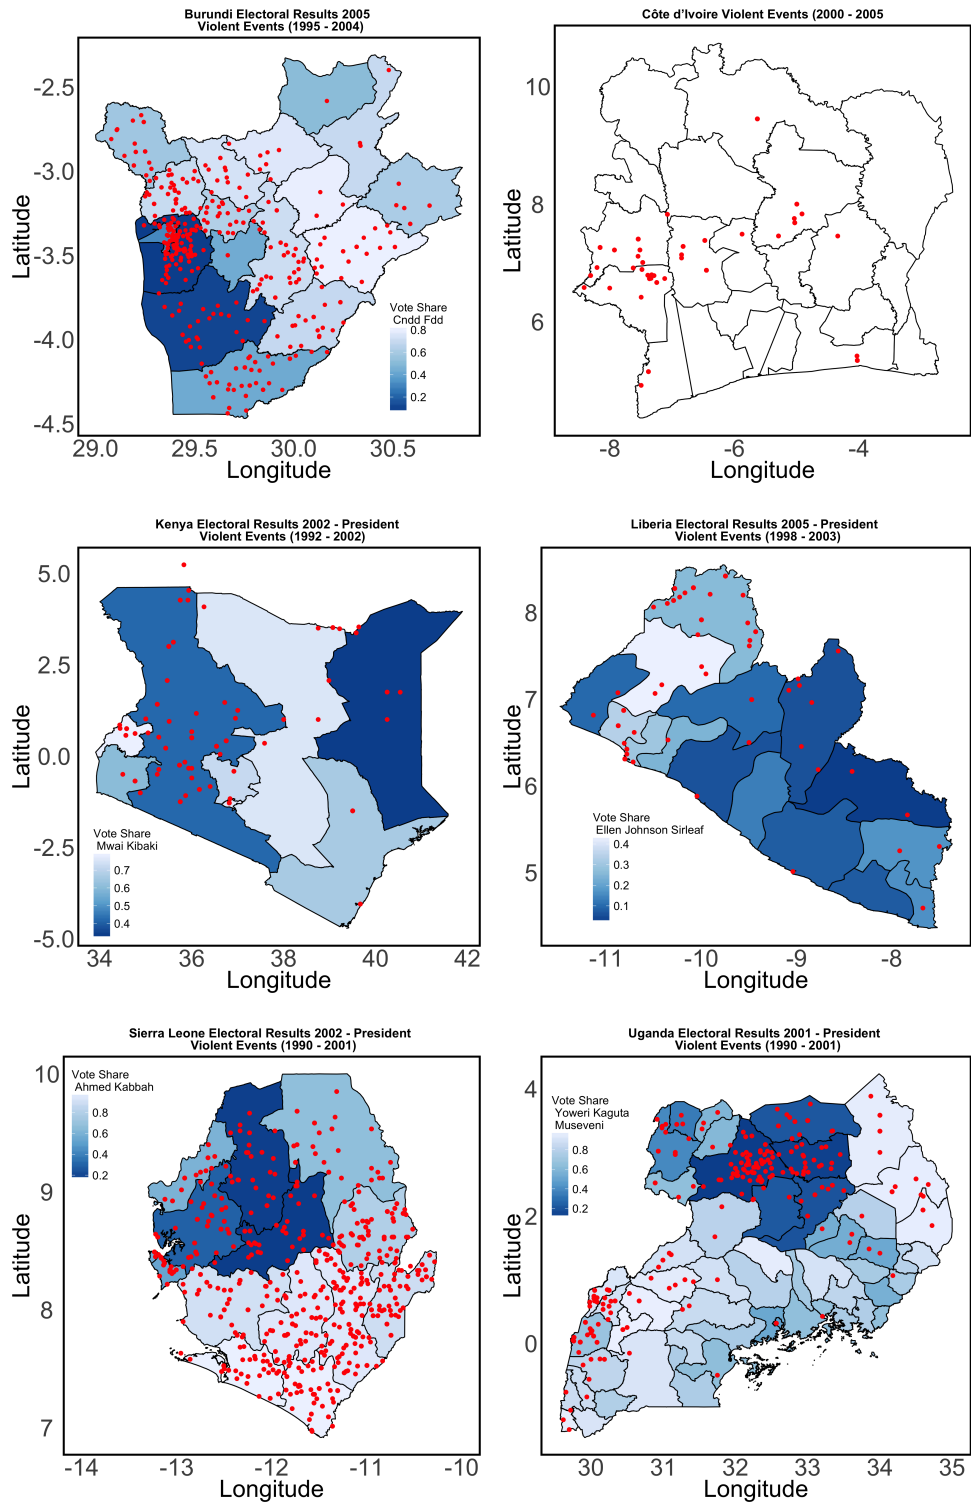 Burundi Electoral Results 2005
Violent Events (1995 - 2004)
-2.5
-3.0
-3.5
-4.0
-4.5
Latitude
Vote Share
Cndd Fdd
0.8
0.6
0.4
0.2
29.0 29.5 30.0 30.5
Longitude
Côte d'Ivoire Violent Events (2000 - 2005
10
8
6
Latitude
-8 -6 -4
Longitude
Kenya Electoral Results 2002 - President
Violent Events (1992 - 2002)
5.0
2.5
0.0
-2.5
-5.0
Latitude
Vote Share
Mwai Kibaki
0.7
0.6
0.5
0.4
34 36 38 40 42
Longitude
Liberia Electoral Results 2005 - President
Violent Events (1998 - 2003)
8
7
6
5
Latitude
Vote Share
Ellen Johnson Sirleaf
0.4
0.3
0.2
0.1
-11 -10 -9 -8
Longitude
Sierra Leone Electoral Results 2002 - President
Violent Events (1990 - 2001)
10
9
8
7
Latitude
Vote Share
Ahmed Kabbah
0.8
0.6
0.4
0.2
-14 -13 -12 -11 -10
Longitude
Uganda Electoral Results 2001 - President
Violent Events (1990 - 2001)
4
2
0
Latitude
Vote Share
Yoweri Kaguta
Museveni
0.8
0.6
0.4
0.2
30 31 32 33 34 35
Longitude